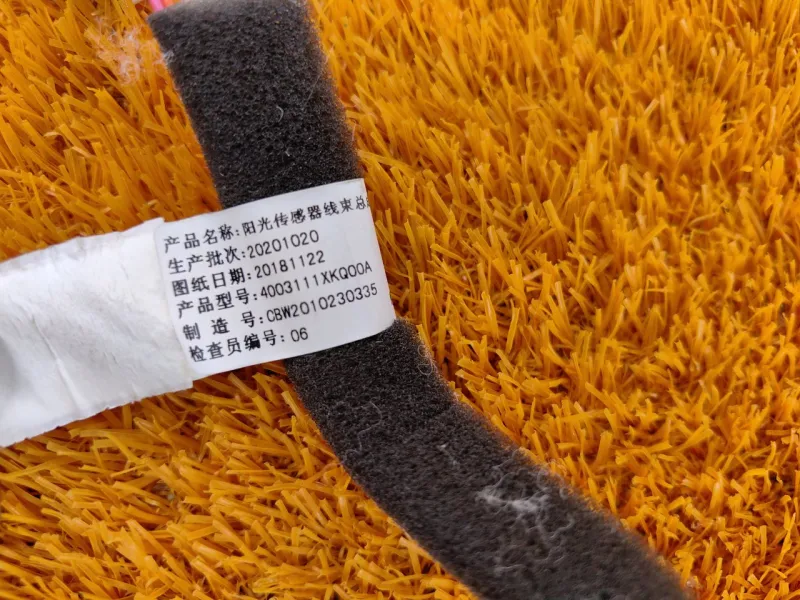 产品名称:阳光传感器线束总
生产批次:20201020
图纸日期:20181122
产品型号:4003111XKQ00A
制 造 号:CBW2010230335
检查员编号:06